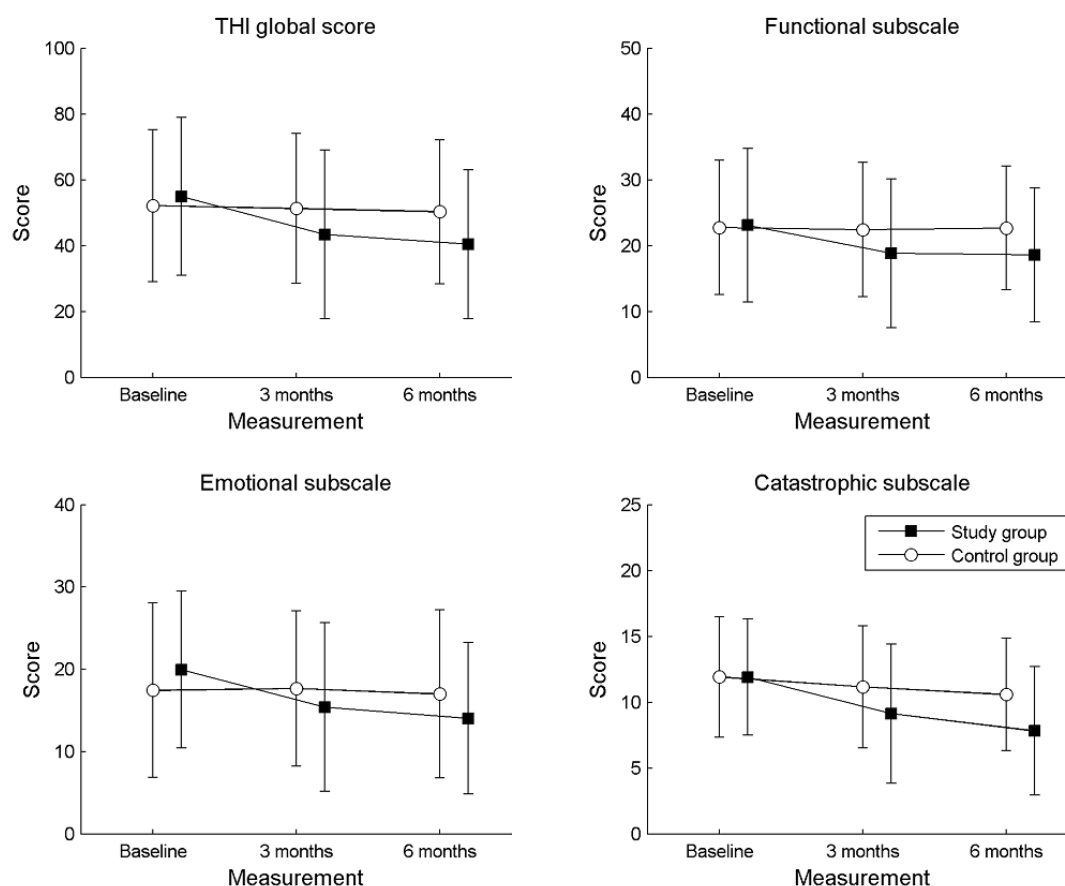 THI global score
100
80
60
40
20
0
Score
Baseline 3 months 6 months
Measurement
Functional subscale
50
40
30
20
10
0
Score
Baseline 3 months 6 months
Measurement
Emotional subscale
40
30
20
10
0
Score
Baseline 3 months 6 months
Measurement
Catastrophic subscale
25
20
15
10
5
0
Score
Study group
Control group
Baseline 3 months 6 months
Measurement